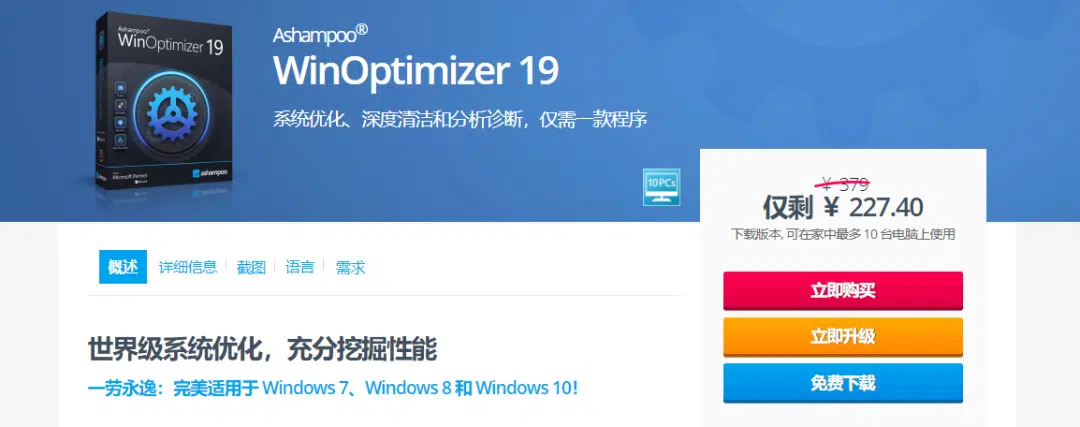 Ashampoo®
WinOptimizer 19
Microsoft Partner
ashampoo
Ashampoo®
WinOptimizer 19
系统优化、深度清洁和分析诊断，仅需一款程序
10 PCs
¥ 379
仅剩 ¥ 227.40
下载版本, 可在家中最多 10 台电脑上使用
立即购买
立即升级
免费下载
概述 详细信息 截图 语言 需求
世界级系统优化，充分挖掘性能
一劳永逸：完美适用于 Windows 7、Windows 8 和 Windows 10！